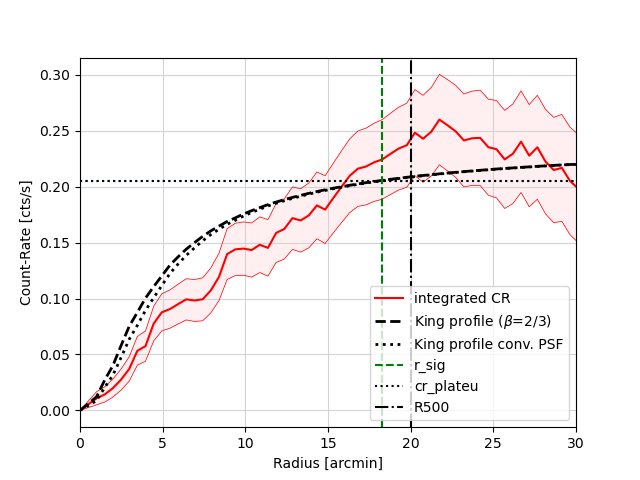 0.30
0.25
0.20
0.15
0.10
0.05
0.00
Count-Rate [cts/s]
integrated CR
King profile (β=2/3)
King profile conv. PSF
r_sig
cr_plateu
R500
0 5 10 15 20 25 30
Radius [arcmin]